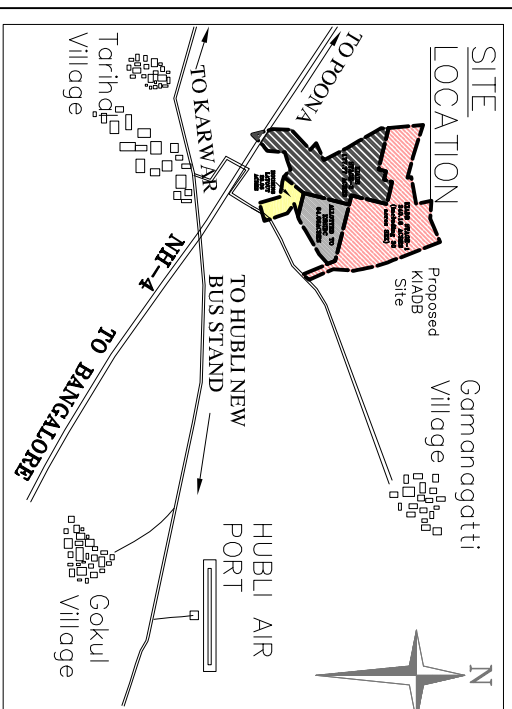 SITE
LOCATION
TO POONA
Proposed
KIADB
Site
Gamanagatti
Village
Tarihal
Village
TO KARWAR
NH-4
TO BANGALORE
TO HUBLI NEW
BUS STAND
HUBLI AIR
PORT
Gokul
Village
N